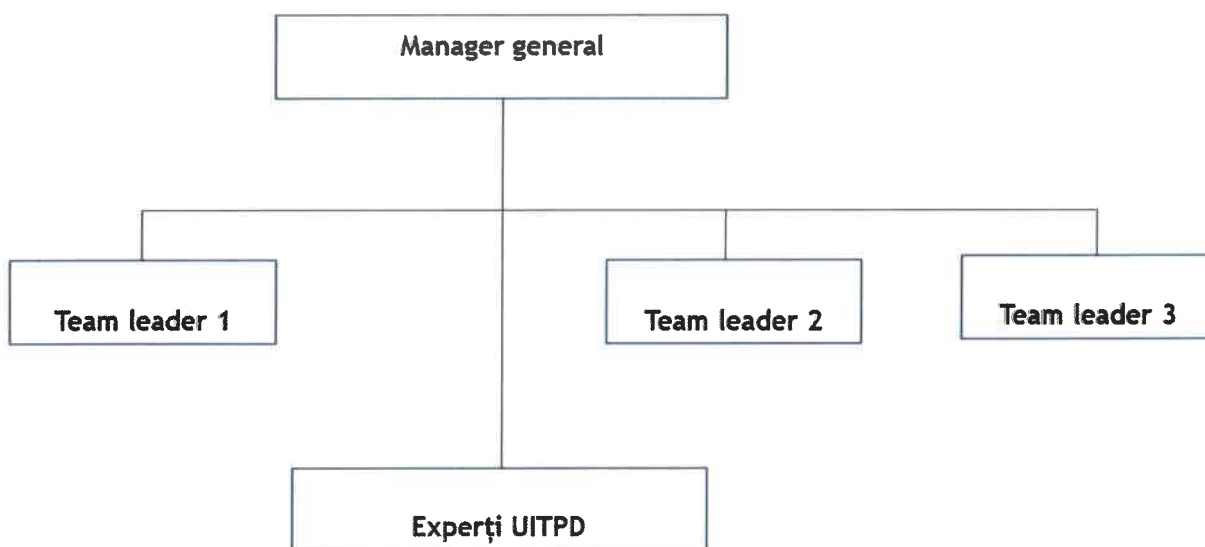 Manager general
Team leader 1
Team leader 2
Team leader 3
Experți UITPD